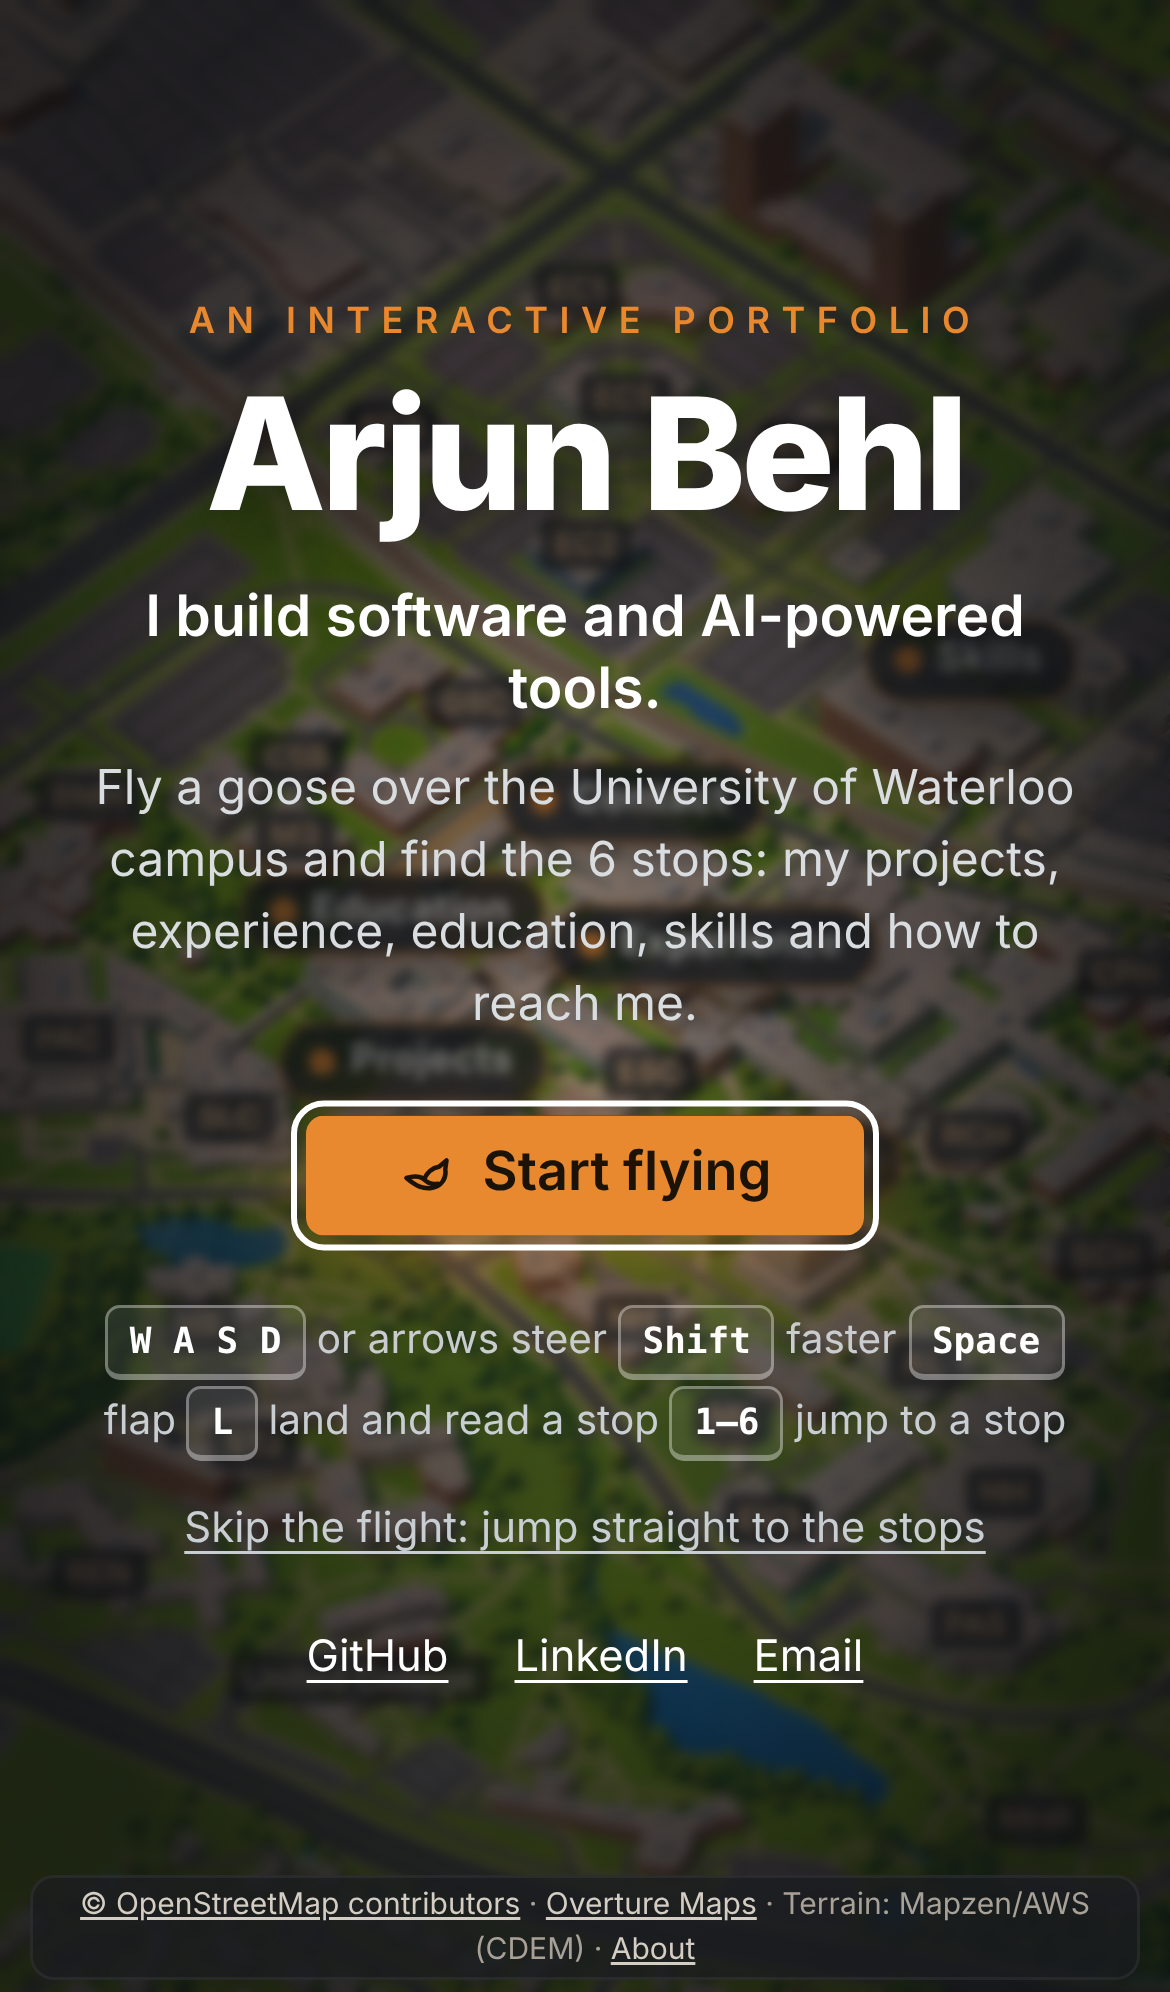 AN INTERACTIVE PORTFOLIO
Arjun Behl
I build software and AI-powered
tools.
Fly a goose over the University of Waterloo
campus and find the 6 stops: my projects,
experience, education, skills and how to
reach me.
Skills
Education
Projects
Start flying
W A S D or arrows steer Shift faster Space
flap L land and read a stop 1–6 jump to a stop
Skip the flight: jump straight to the stops
GitHub LinkedIn Email
© OpenStreetMap contributors · Overture Maps · Terrain: Mapzen/AWS
(CDEM) · About